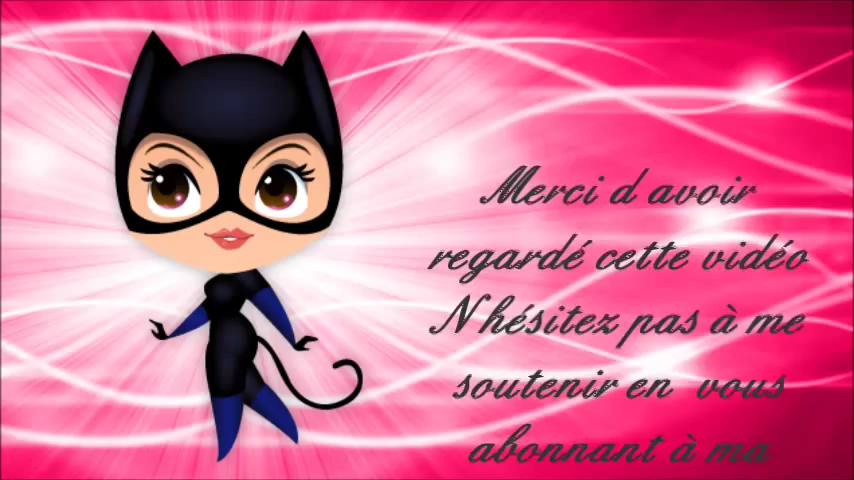 Merci d avoir
regardé cette vidéo
N hésitez pas à me
soutenir en vous
abonnant à ma